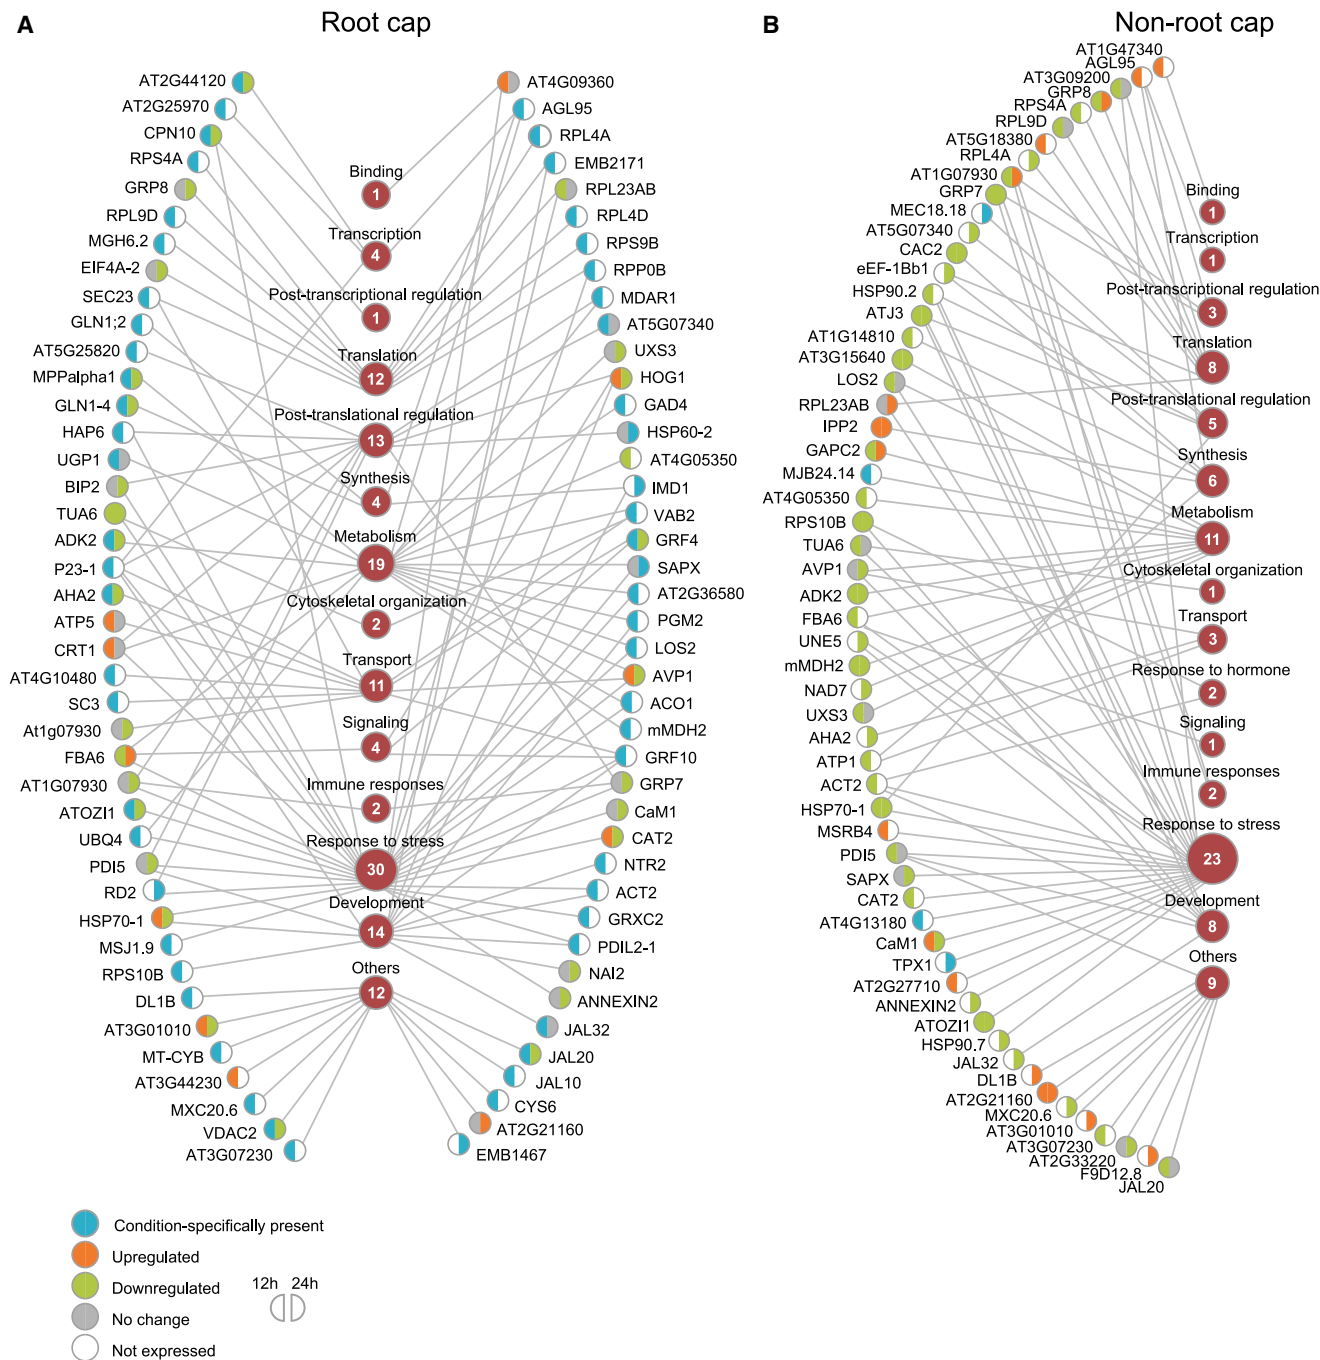 A
Root cap
AT2G44120
AT2G25970
CPN10
RPS4A
GRP8
RPL9D
MGH6.2
EIF4A-2
SEC23
GLN1;2
AT5G25820
MPPalpha1
GLN1-4
HAP6
UGP1
BIP2
TUA6
ADK2
P23-1
AHA2
ATP5
CRT1
AT4G10480
SC3
At1g07930
FBA6
AT1G07930
ATOZI1
UBQ4
PDI5
RD2
HSP70-1
MSJ1.9
RPS10B
DL1B
AT3G01010
MT-CYB
AT3G44230
MXC20.6
VDAC2
AT3G07230
Binding
1
Transcription
4
Post-transcriptional regulation
1
Translation
12
Post-translational regulation
13
Synthesis
4
Metabolism
19
Cytoskeletal organization
2
Transport
11
Signaling
4
Immune responses
2
Response to stress
30
Development
14
Others
12
AT4G09360
AGL95
RPL4A
EMB2171
RPL23AB
RPL4D
RPS9B
RPP0B
MDAR1
AT5G07340
UXS3
HOG1
GAD4
HSP60-2
AT4G05350
IMD1
VAB2
GRF4
SAPX
AT2G36580
PGM2
LOS2
AVP1
ACO1
mMDH2
GRF10
GRP7
CaM1
CAT2
NTR2
ACT2
GRXC2
PDIL2-1
NAI2
ANNEXIN2
JAL32
JAL20
JAL10
CYS6
AT2G21160
EMB1467
B
Non-root cap
AT1G47340
AGL95
AT3G09200
GRP8
RPS4A
RPL9D
AT5G18380
RPL4A
AT1G07930
GRP7
MEC18.18
AT5G07340
CAC2
eEF-1Bb1
HSP90.2
ATJ3
AT1G14810
AT3G15640
LOS2
RPL23AB
IPP2
GAPC2
MJB24.14
AT4G05350
RPS10B
TUA6
AVP1
ADK2
FBA6
UNE5
mMDH2
NAD7
UXS3
AHA2
ATP1
ACT2
HSP70-1
MSRB4
PDI5
SAPX
CAT2
AT4G13180
CaM1
TPX1
AT2G27710
ANNEXIN2
ATOZI1
HSP90.7
JAL32
DL1B
AT2G21160
MXC20.6
AT3G01010
AT3G07230
AT2G33220
F9D12.8
JAL20
Binding
1
Transcription
1
Post-transcriptional regulation
3
Translation
8
Post-translational regulation
5
Synthesis
6
Metabolism
11
Cytoskeletal organization
1
Transport
3
Response to hormone
2
Signaling
1
Immune responses
2
Response to stress
23
Development
8
Others
9
Condition-specifically present
Upregulated
Downregulated
No change
Not expressed
12h 24h